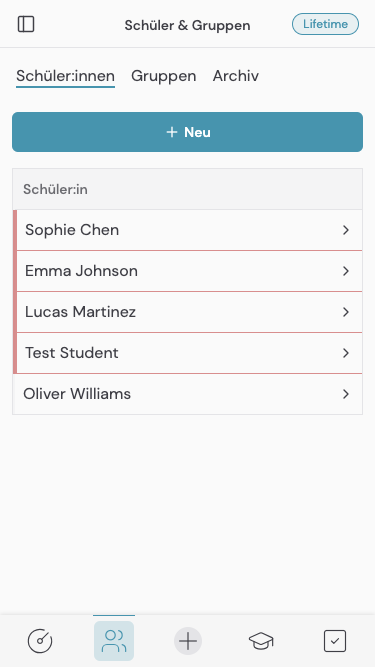 Schüler & Gruppen
Lifetime
Schüler:innen Gruppen Archiv
Neu
Schüler:in
Sophie Chen
Emma Johnson
Lucas Martinez
Test Student
Oliver Williams